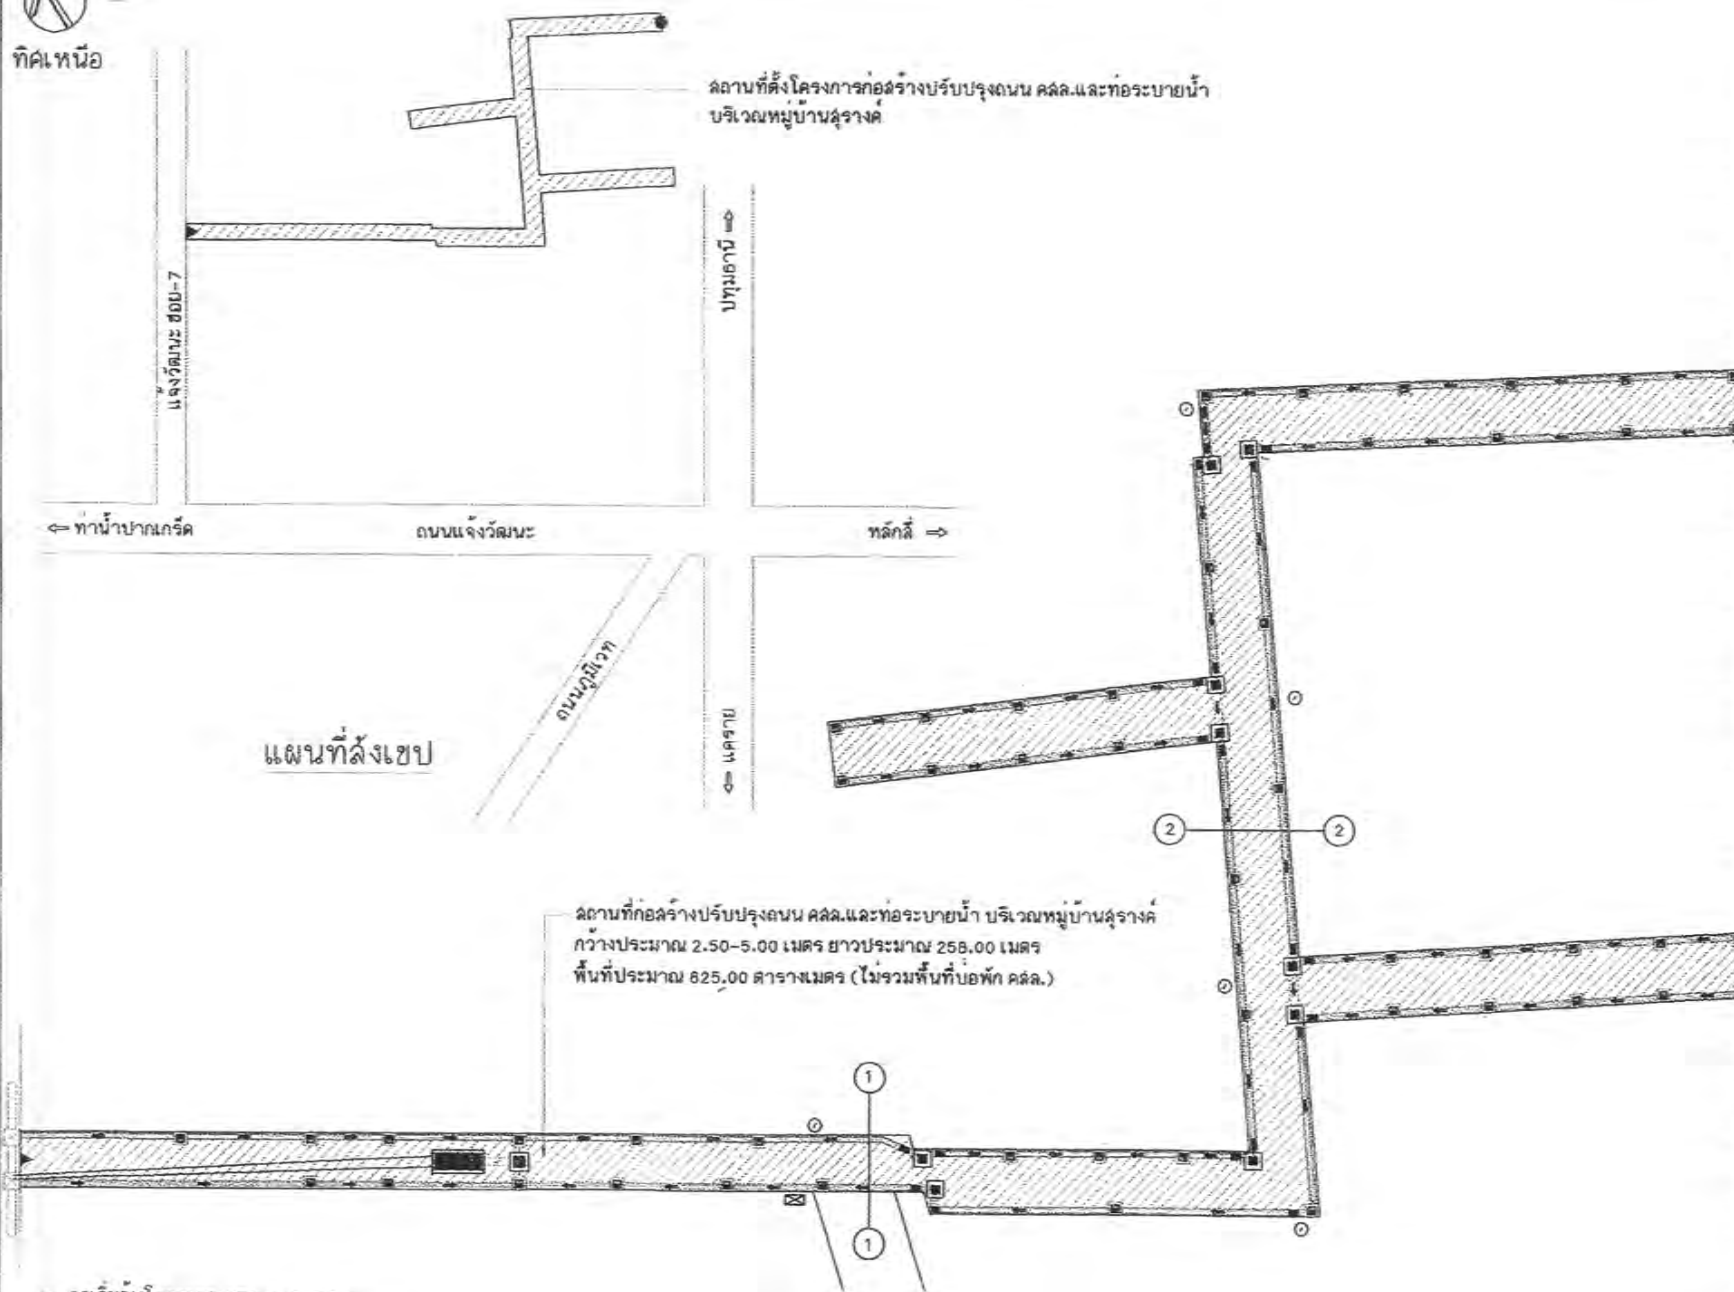 ทิศเหนือ
สถานที่ตั้งโครงการก่อสร้างปรับปรุงถนน คสล.และท่อระบายน้ำ
บริเวณหมู่บ้านสุรางค์
ปทุมธานี ⇨
แจ้งวัฒนะ ซอย-7
⇦ ท่าน้ำปากเกร็ด
ถนนแจ้งวัฒนะ
หลักสี่ ⇨
ถนนภูมิเวท
⇦ แคราย
แผนที่สังเขป
2
2
สถานที่ก่อสร้างปรับปรุงถนน คสล.และท่อระบายน้ำ บริเวณหมู่บ้านสุรางค์
กว้างประมาณ 2.50-5.00 เมตร ยาวประมาณ 258.00 เมตร
พื้นที่ประมาณ 825.00 ตารางเมตร (ไม่รวมพื้นที่บ่อพัก คสล.)
1
1